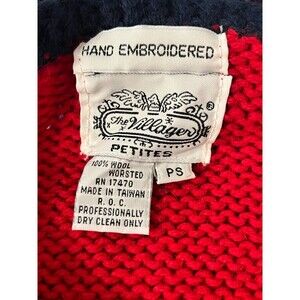 HAND EMBROIDERED
®
The Villager
PETITES
100% WOOL
WORSTED
RN 17470
MADE IN TAIWAN
R.O.C.
PROFESSIONALLY
DRY CLEAN ONLY
PS